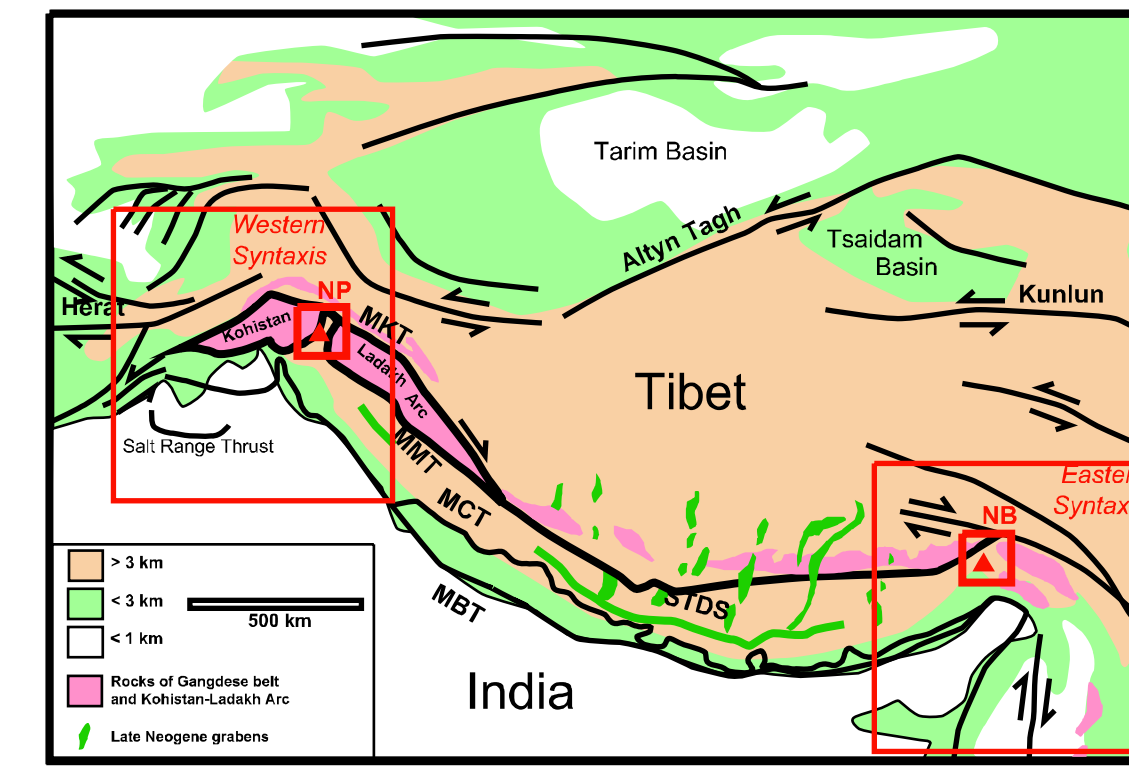 Tarim Basin
Western
Syntaxis
Altyn Tagh
Tsaidam
Basin
Herat
NP
Kunlun
Kohistan
MKT
Ladakh
Arc
Tibet
Salt Range Thrust
MMT
MCT
Easter
Syntax
NB
STDS
MBT
India
> 3 km
< 3 km
500 km
< 1 km
Rocks of Gangdese belt
and Kohistan-Ladakh Arc
Late Neogene grabens